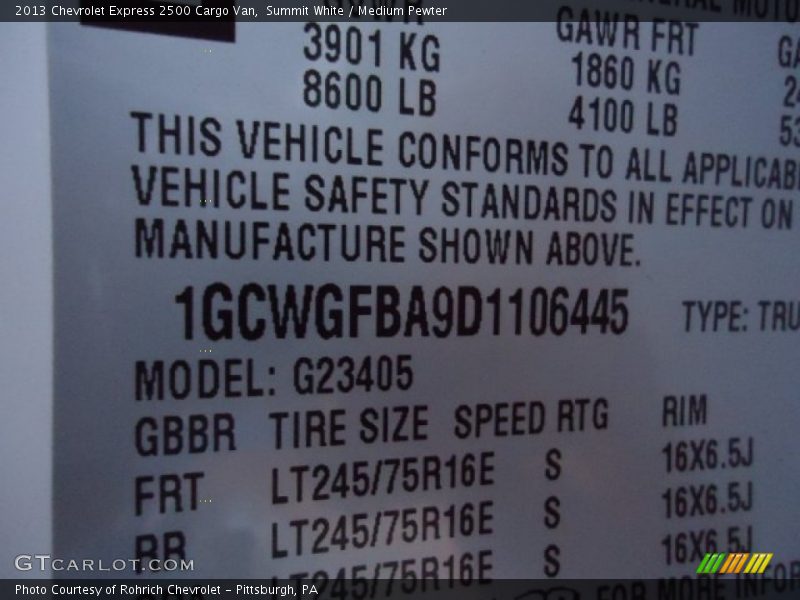 2013 Chevrolet Express 2500 Cargo Van,  Summit White / Medium Pewter
GAWR FRT
3901 KG 1860 KG
8600 LB 4100 LB
THIS VEHICLE CONFORMS TO ALL
VEHICLE SAFETY STANDARDS IN EFFECT ON
MANUFACTURE SHOWN ABOVE.
1GCWGFBA9D1106445 TYPE:
MODEL: G23405
GBBR TIRE SIZE SPEED RTG RIM
FRT LT245/75R16E S 16X6.5J
RR LT245/75R16E S 16X6.5J
LT245/75R16E S 16X6.5J
FOR MORE
GTCARLOT.COM
Photo Courtesy of Rohrich Chevrolet – Pittsburgh, PA